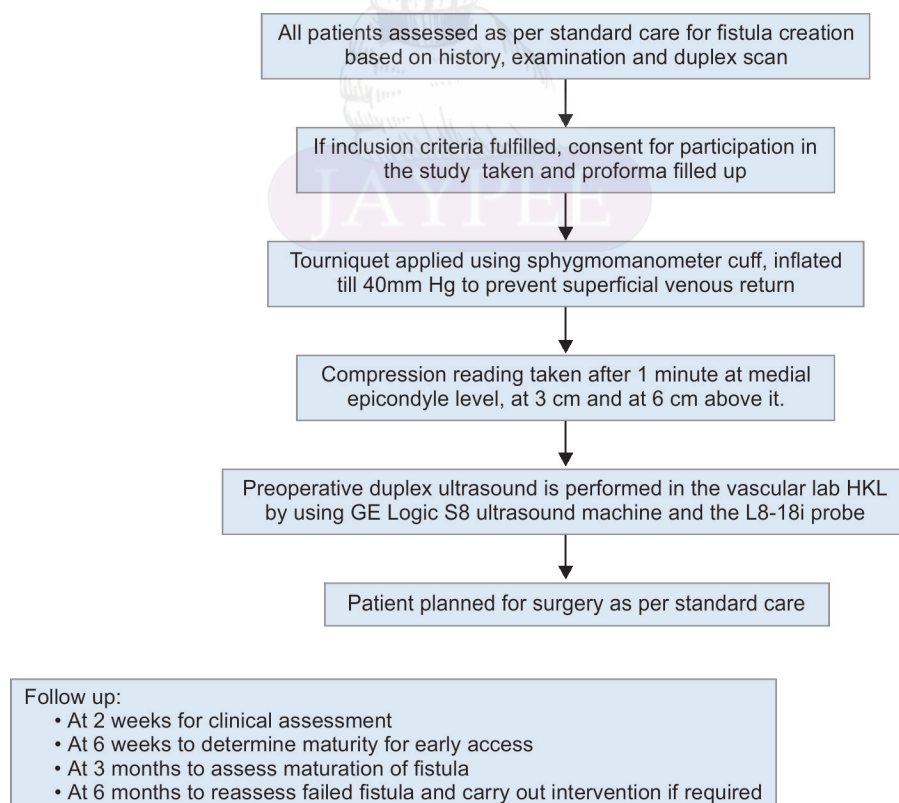 All patients assessed as per standard care for fistula creation
based on history, examination and duplex scan
If inclusion criteria fulfilled, consent for participation in
the study taken and proforma filled up
JAYPEE
Tourniquet applied using sphygmomanometer cuff, inflated
till 40mm Hg to prevent superficial venous return
Compression reading taken after 1 minute at medial
epicondyle level, at 3 cm and at 6 cm above it.
Preoperative duplex ultrasound is performed in the vascular lab HKL
by using GE Logic S8 ultrasound machine and the L8-18i probe
Patient planned for surgery as per standard care
Follow up:
• At 2 weeks for clinical assessment
• At 6 weeks to determine maturity for early access
• At 3 months to assess maturation of fistula
• At 6 months to reassess failed fistula and carry out intervention if required